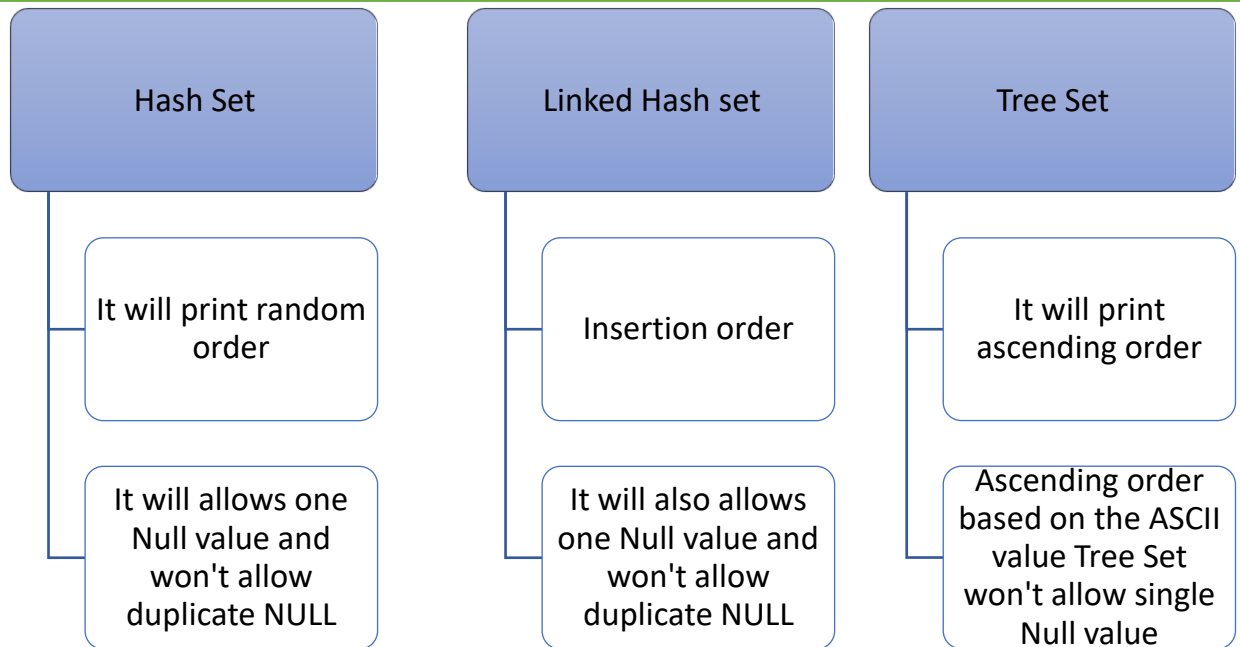 Hash Set
Linked Hash set
Tree Set
It will print random
order
Insertion order
It will print
ascending order
It will allows one
Null value and
won't allow
duplicate NULL
It will also allows
one Null value and
won't allow
duplicate NULL
Ascending order
based on the ASCII
value Tree Set
won't allow single
Null value